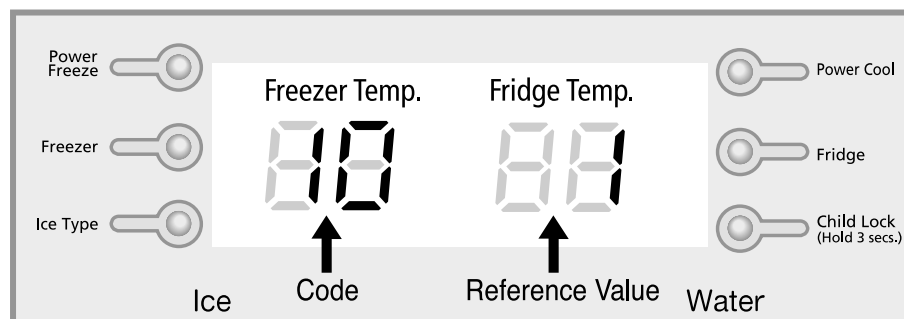 Power
Freeze
Freezer
Ice Type
Freezer Temp.
10
Code
Fridge Temp.
1
Reference Value
Power Cool
Fridge
Child Lock
(Hold 3 secs.)
Ice
Water